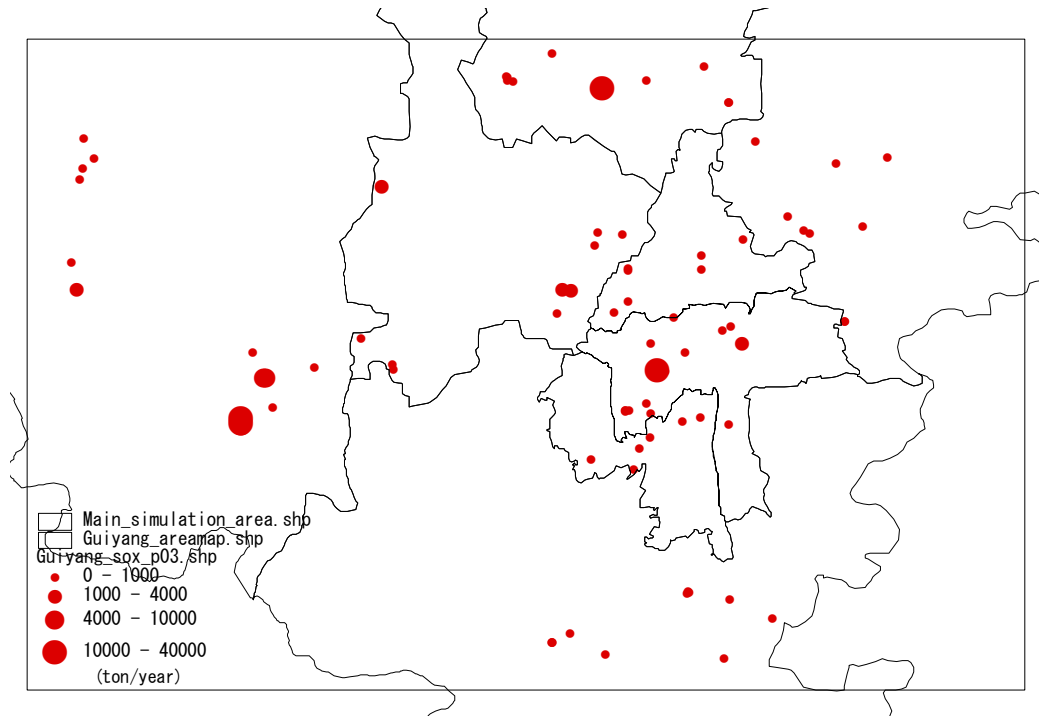 Main_simulation_area.shp
Guiyang_areamap.shp
Guiyang_sox_p03.shp
0 - 1000
1000 - 4000
4000 - 10000
10000 - 40000
(ton/year)